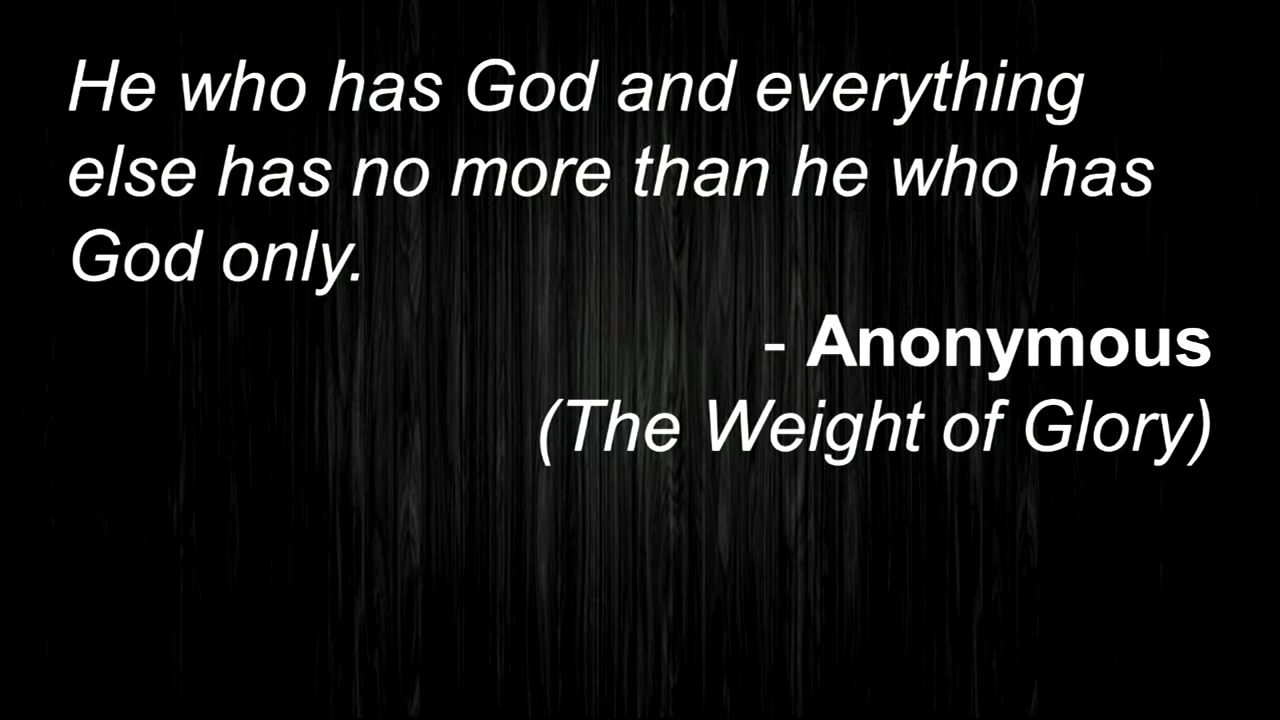 He who has God and everything
else has no more than he who has
God only.
- Anonymous
(The Weight of Glory)